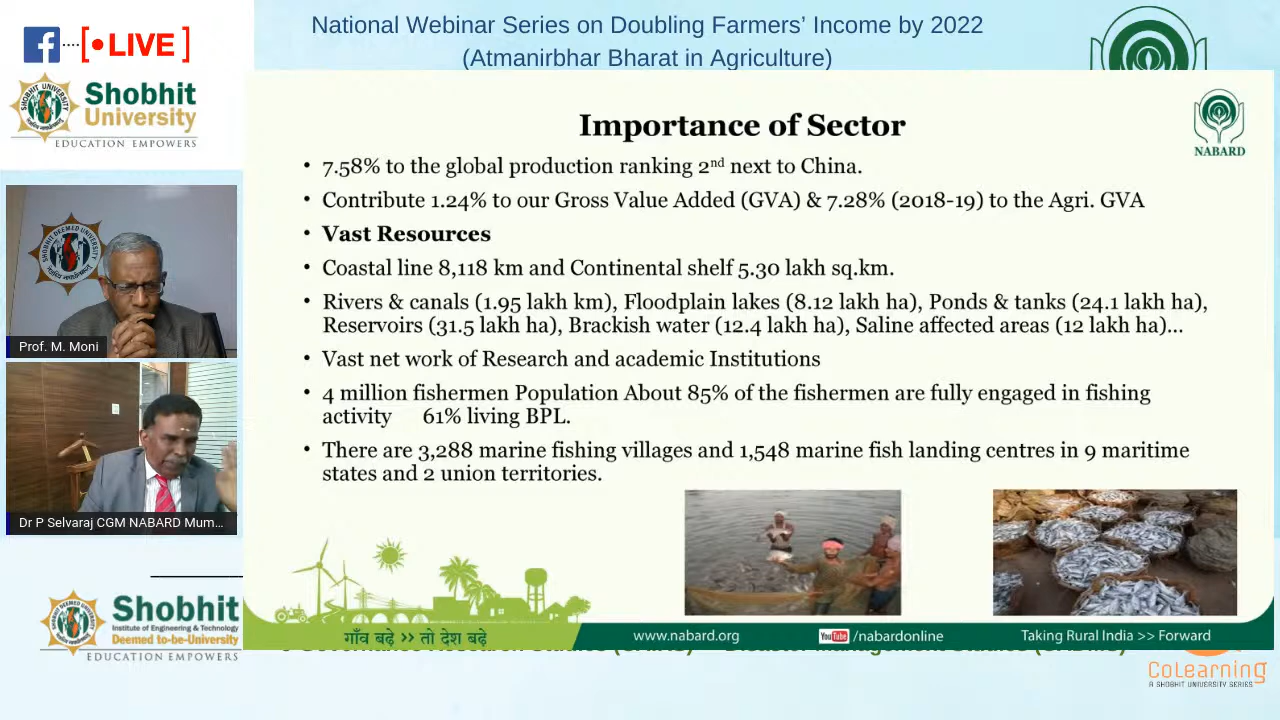 National Webinar Series on Doubling Farmers’ Income by 2022
(Atmanirbhar Bharat in Agriculture)
LIVE
Shobhit
University
EDUCATION EMPOWERS
Importance of Sector
NABARD
• 7.58% to the global production ranking 2nd next to China.
• Contribute 1.24% to our Gross Value Added (GVA) & 7.28% (2018-19) to the Agri. GVA
• Vast Resources
• Coastal line 8,118 km and Continental shelf 5.30 lakh sq.km.
• Rivers & canals (1.95 lakh km), Floodplain lakes (8.12 lakh ha), Ponds & tanks (24.1 lakh ha),
Reservoirs (31.5 lakh ha), Brackish water (12.4 lakh ha), Saline affected areas (12 lakh ha)...
• Vast net work of Research and academic Institutions
• 4 million fishermen Population About 85% of the fishermen are fully engaged in fishing
activity 61% living BPL.
• There are 3,288 marine fishing villages and 1,548 marine fish landing centres in 9 maritime
states and 2 union territories.
Prof. M. Moni
Dr P Selvaraj CGM NABARD Mum...
Shobhit
Institute of Engineering & Technology
Deemed to-be-University
EDUCATION EMPOWERS
गाँव बढ़े >> तो देश बढ़े
www.nabard.org
YouTube /nabardonline
Taking Rural India >> Forward
CoLearning
A SHOBHIT UNIVERSITY SERIES